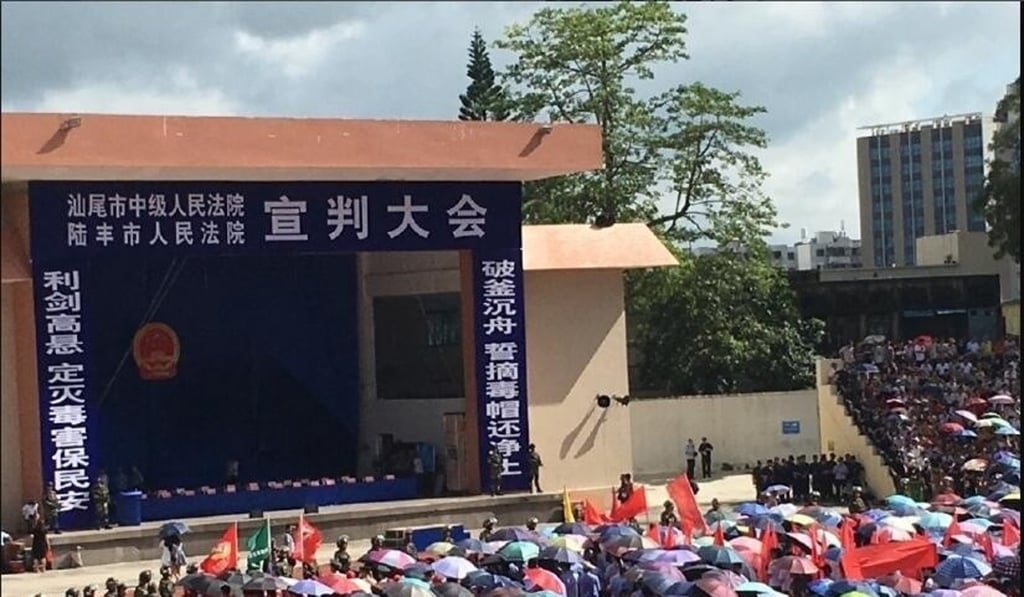 汕尾市中级人民法院
陆丰市人民法院
宣判大会
利剑高悬 定灭毒害保民安
破釜沉舟 誓摘毒帽还净土